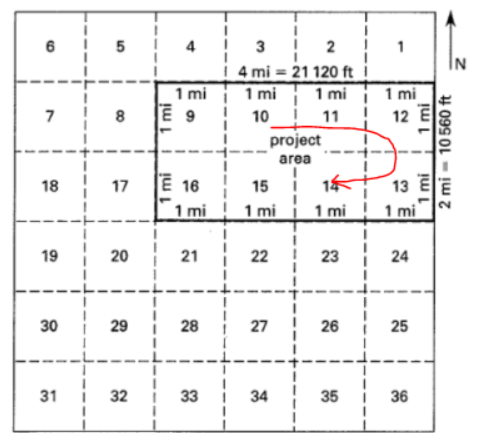 6 5 4 3 2 1
N
4 mi = 21 120 ft
1 mi 1 mi 1 mi 1 mi
7 8 1 mi 9 10 11 12 1 mi
project
area
2 mi = 10 560 ft
18 17 1 mi 16 15 14 13 1 mi
1 mi 1 mi 1 mi 1 mi
19 20 21 22 23 24
30 29 28 27 26 25
31 32 33 34 35 36